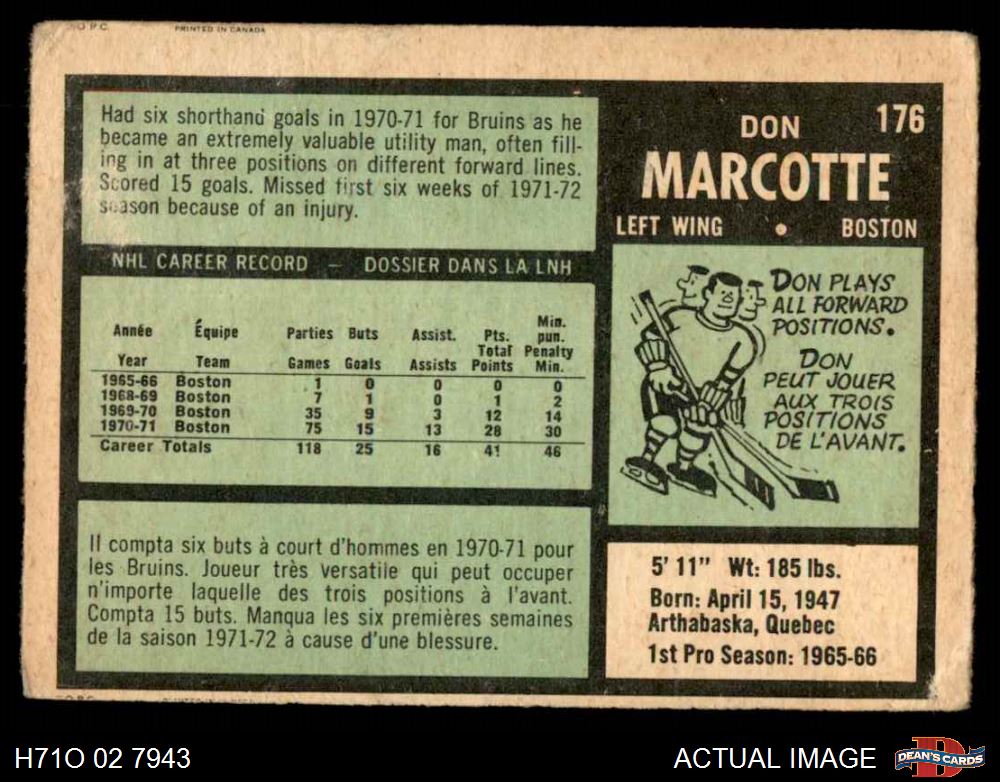 O.P.C. PRINTED IN CANADA
Had six shorthand goals in 1970-71 for Bruins as he
became an extremely valuable utility man, often fill-
ing in at three positions on different forward lines.
Scored 15 goals. Missed first six weeks of 1971-72
season because of an injury.
176
DON
MARCOTTE
LEFT WING • BOSTON
NHL CAREER RECORD — DOSSIER DANS LA LNH
Année Équipe Parties Buts Assist. Pts. Min. pun.
Year Team Games Goals Assists Total Points Penalty Min.
1965-66 Boston 1 0 0 0 0
1968-69 Boston 7 1 0 1 2
1969-70 Boston 35 9 3 12 14
1970-71 Boston 75 15 13 28 30
Career Totals 118 25 16 41 46
DON PLAYS
ALL FORWARD
POSITIONS.
DON
PEUT JOUER
AUX TROIS
POSITIONS
DE L'AVANT.
Il compta six buts à court d'hommes en 1970-71 pour
les Bruins. Joueur très versatile qui peut occuper
n'importe laquelle des trois positions à l'avant.
Compta 15 buts. Manqua les six premières semaines
de la saison 1971-72 à cause d'une blessure.
5' 11" Wt: 185 lbs.
Born: April 15, 1947
Arthabaska, Quebec
1st Pro Season: 1965-66
H71O 02 7943
ACTUAL IMAGE
D
DEAN'S CARDS